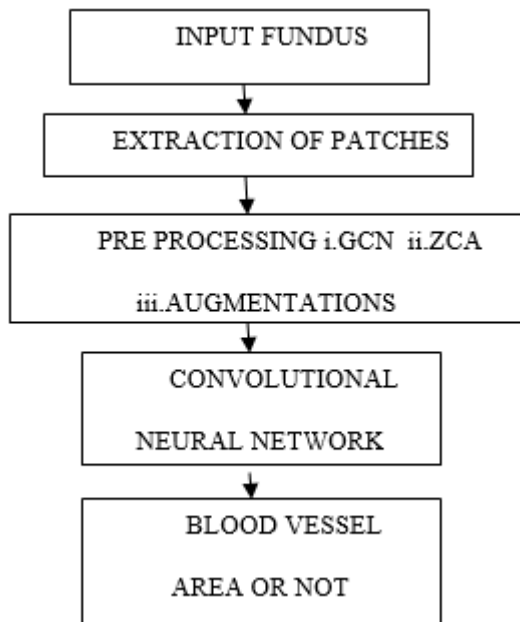 INPUT FUNDUS
EXTRACTION OF PATCHES
PRE PROCESSING i.GCN ii.ZCA
iii.AUGMENTATIONS
CONVOLUTIONAL
NEURAL NETWORK
BLOOD VESSEL
AREA OR NOT